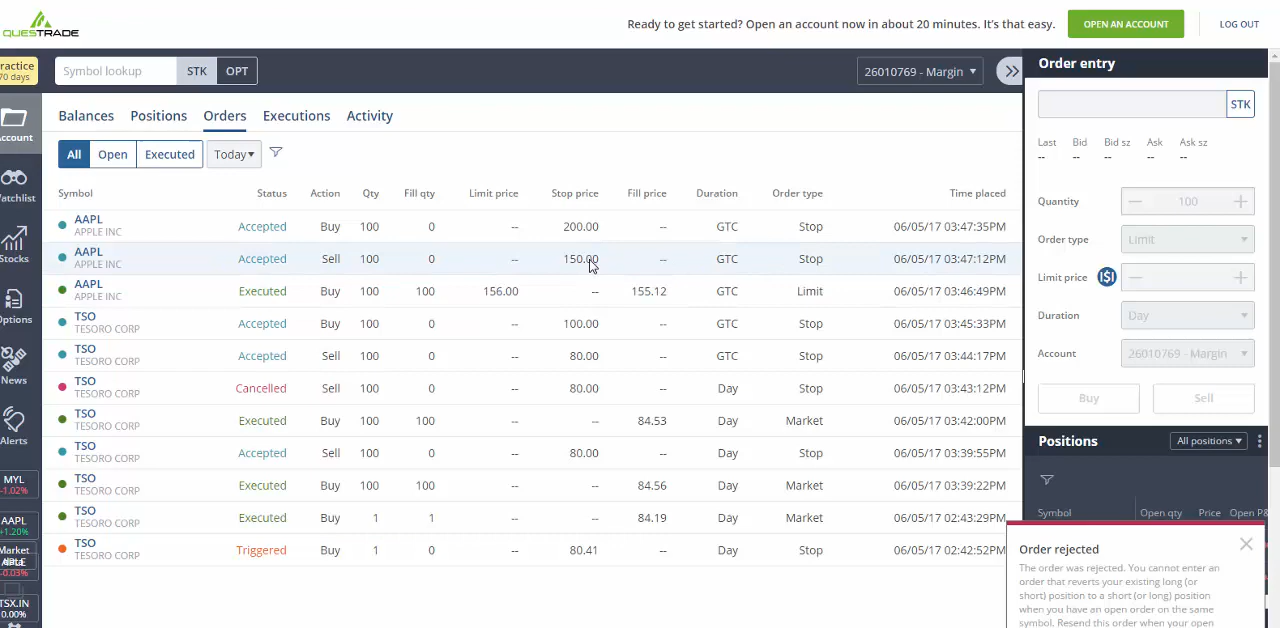 QUESTRADE
Ready to get started? Open an account now in about 20 minutes. It's that easy.
OPEN AN ACCOUNT
LOG OUT
ractice
70 days
Symbol lookup
STK
OPT
26010769 - Margin
Order entry
STK
Last Bid Bid sz Ask Ask sz
-- -- -- -- --
Quantity 100
Order type Limit
Limit price
Duration Day
Account 26010769 - Margin
Buy Sell
Positions All positions
Symbol Open qty Price Open P&
ccount
atchlist
Stocks
Options
News
Alerts
MYL
-1.02%
AAPL
+1.20%
Market
-0.03%
TSX.IN
0.00%
Balances Positions Orders Executions Activity
All Open Executed Today
Symbol Status Action Qty Fill qty Limit price Stop price Fill price Duration Order type Time placed
AAPL Accepted Buy 100 0 -- 200.00 -- GTC Stop 06/05/17 03:47:35PM
APPLE INC
AAPL Accepted Sell 100 0 -- 150.00 -- GTC Stop 06/05/17 03:47:12PM
APPLE INC
AAPL Executed Buy 100 100 156.00 -- 155.12 GTC Limit 06/05/17 03:46:49PM
APPLE INC
TSO Accepted Buy 100 0 -- 100.00 -- GTC Stop 06/05/17 03:45:33PM
TESORO CORP
TSO Accepted Sell 100 0 -- 80.00 -- GTC Stop 06/05/17 03:44:17PM
TESORO CORP
TSO Cancelled Sell 100 0 -- 80.00 -- Day Stop 06/05/17 03:43:12PM
TESORO CORP
TSO Executed Buy 100 100 -- -- 84.53 Day Market 06/05/17 03:42:00PM
TESORO CORP
TSO Accepted Sell 100 0 -- 80.00 -- Day Stop 06/05/17 03:39:55PM
TESORO CORP
TSO Executed Buy 100 100 -- -- 84.56 Day Market 06/05/17 03:39:22PM
TESORO CORP
TSO Executed Buy 1 1 -- -- 84.19 Day Market 06/05/17 02:43:29PM
TESORO CORP
TSO Triggered Buy 1 0 -- 80.41 -- Day Stop 06/05/17 02:42:52PM
TESORO CORP
Order rejected
The order was rejected. You cannot enter an
order that reverts your existing long (or
short) position to a short (or long) position
when you have an open order on the same
symbol. Resend this order when your open